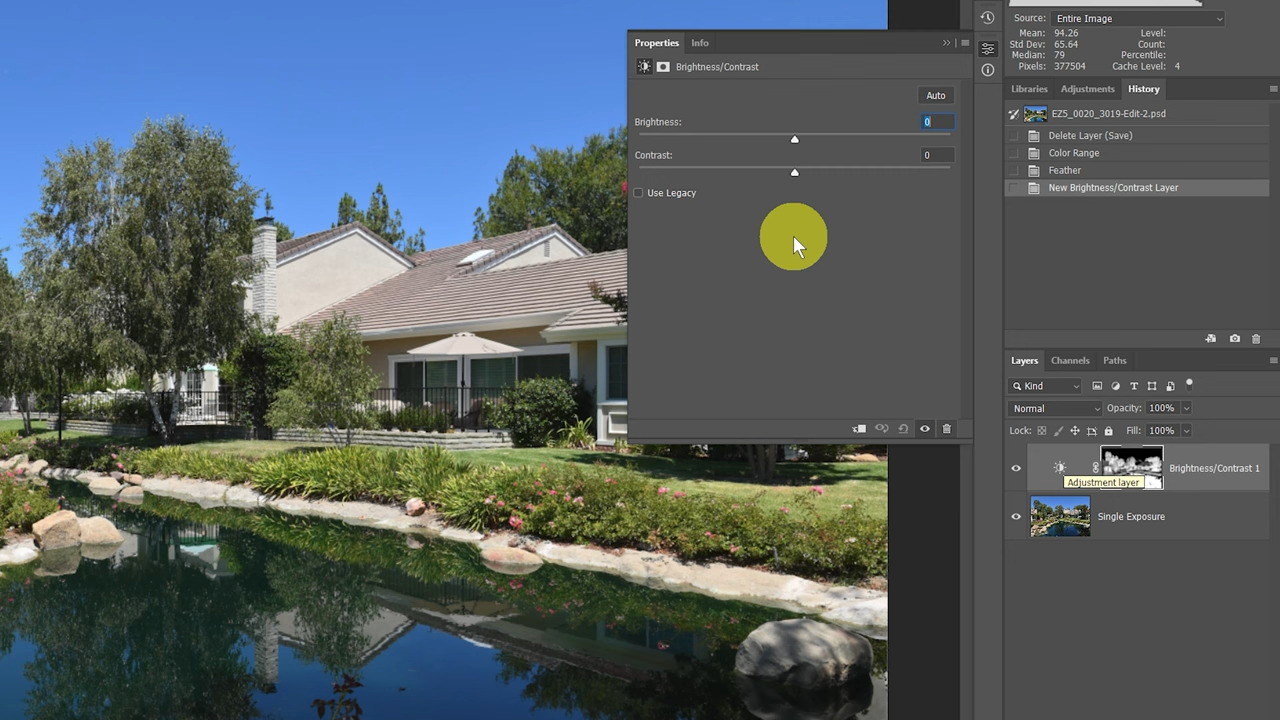 Properties Info
Brightness/Contrast
Auto
Brightness: 0
Contrast: 0
Use Legacy
Source: Entire Image
Mean: 94.26 Level:
Std Dev: 65.64 Count:
Median: 79 Percentile:
Pixels: 377504 Cache Level: 4
Libraries Adjustments History
EZ5_0020_3019-Edit-2.psd
Delete Layer (Save)
Color Range
Feather
New Brightness/Contrast Layer
Layers Channels Paths
Kind
Normal Opacity: 100%
Lock: Fill: 100%
Brightness/Contrast 1
Adjustment layer
Single Exposure